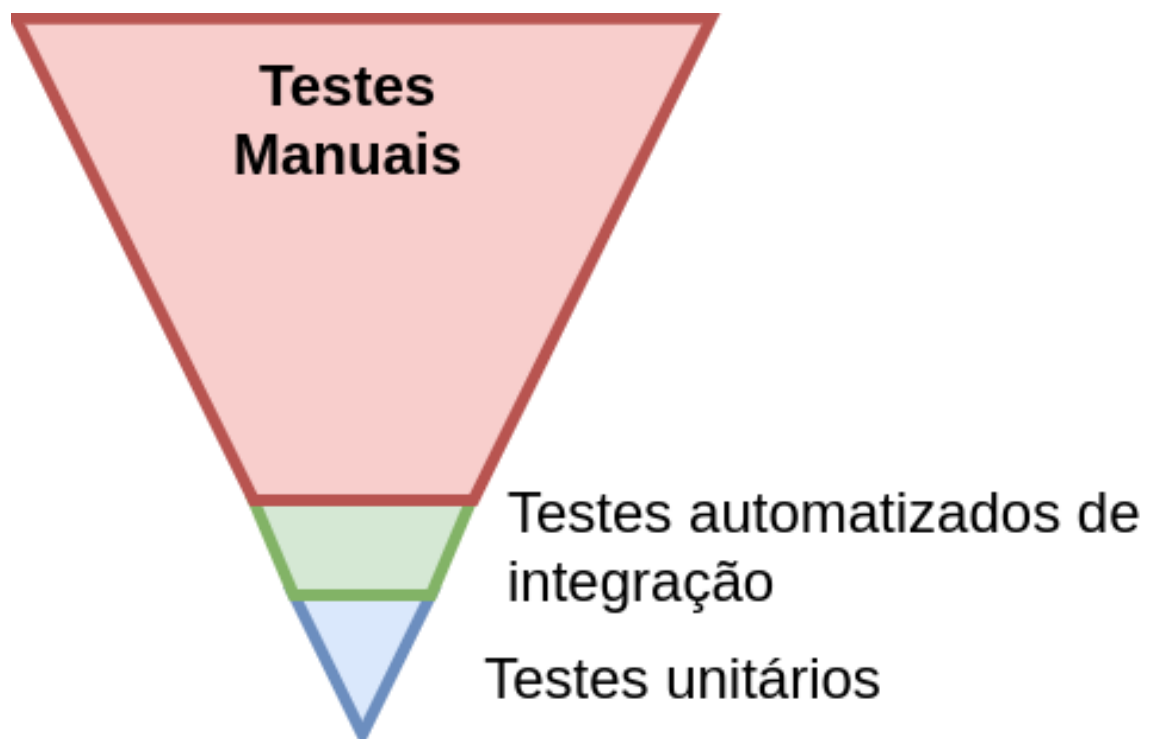 Testes
Manuais
Testes automatizados de
integração
Testes unitários